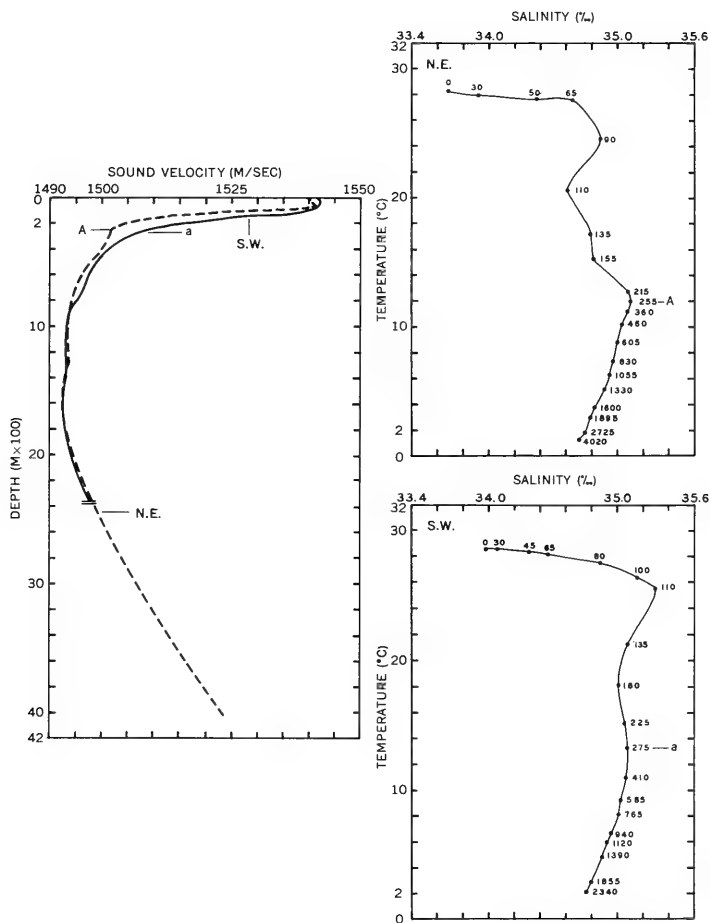 SOUND VELOCITY (M/SEC)
1490 1500 1528 1550
0
2
10
20
30
40
42
DEPTH (M×100)
A
a
S.W.
N.E.
SALINITY (‰)
33.4 34.0 35.0 35.6
32
30
20
10
2
0
TEMPERATURE (°C)
N.E.
0
30
50
65
90
110
135
155
215
255 A
360
460
605
830
1055
1330
1600
1895
2725
4020
SALINITY (‰)
33.4 34.0 35.0 35.6
32
30
20
10
2
0
TEMPERATURE (°C)
S.W.
0 30 45 65
80
100
110
135
180
225
275 a
410
585
765
940
1120
1390
1855
2340